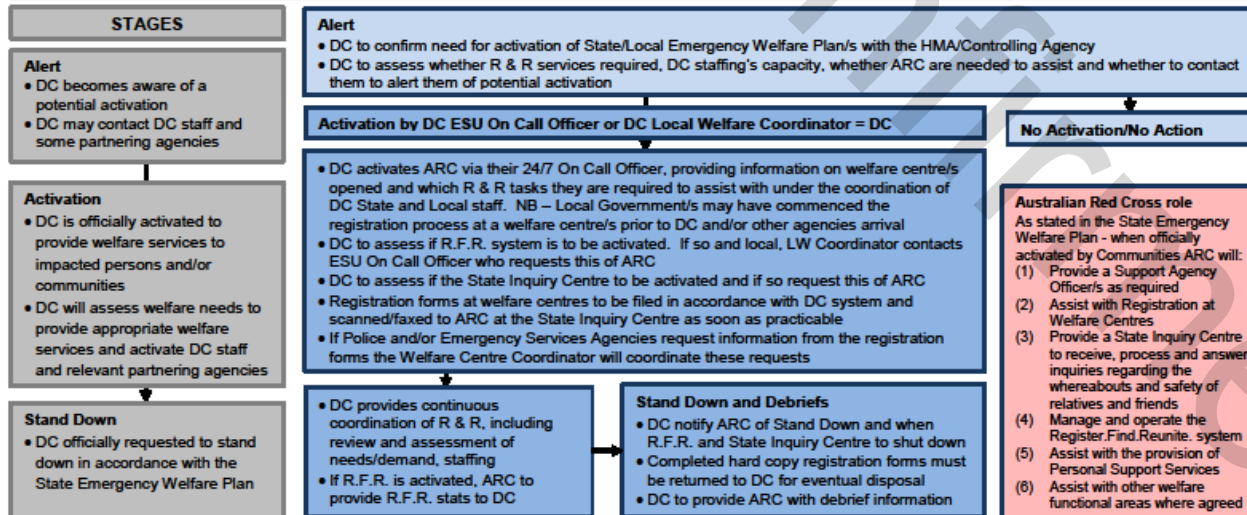 STAGES
Alert
• DC becomes aware of a
potential activation
• DC may contact DC staff and
some partnering agencies
Activation
• DC is officially activated to
provide welfare services to
impacted persons and/or
communities
• DC will assess welfare needs to
provide appropriate welfare
services and activate DC staff
and relevant partnering agencies
Stand Down
• DC officially requested to stand
down in accordance with the
State Emergency Welfare Plan
Alert
• DC to confirm need for activation of State/Local Emergency Welfare Plan/s with the HMA/Controlling Agency
• DC to assess whether R & R services required, DC staffing's capacity, whether ARC are needed to assist and whether to contact
them to alert them of potential activation
Activation by DC ESU On Call Officer or DC Local Welfare Coordinator = DC
No Activation/No Action
• DC activates ARC via their 24/7 On Call Officer, providing information on welfare centre/s
opened and which R & R tasks they are required to assist with under the coordination of
DC State and Local staff. NB – Local Government/s may have commenced the
registration process at a welfare centre/s prior to DC and/or other agencies arrival
• DC to assess if R.F.R. system is to be activated. If so and local, LW Coordinator contacts
ESU On Call Officer who requests this of ARC
• DC to assess if the State Inquiry Centre to be activated and if so request this of ARC
• Registration forms at welfare centres to be filed in accordance with DC system and
scanned/faxed to ARC at the State Inquiry Centre as soon as practicable
• If Police and/or Emergency Services Agencies request information from the registration
forms the Welfare Centre Coordinator will coordinate these requests
• DC provides continuous
coordination of R & R, including
review and assessment of
needs/demand, staffing
• If R.F.R. is activated, ARC to
provide R.F.R. stats to DC
Stand Down and Debriefs
• DC notify ARC of Stand Down and when
R.F.R. and State Inquiry Centre to shut down
• Completed hard copy registration forms must
be returned to DC for eventual disposal
• DC to provide ARC with debrief information
Australian Red Cross role
As stated in the State Emergency
Welfare Plan - when officially
activated by Communities ARC will:
(1) Provide a Support Agency
Officer/s as required
(2) Assist with Registration at
Welfare Centres
(3) Provide a State Inquiry Centre
to receive, process and answer
inquiries regarding the
whereabouts and safety of
relatives and friends
(4) Manage and operate the
Register.Find.Reunite. system
(5) Assist with the provision of
Personal Support Services
(6) Assist with other welfare
functional areas where agreed